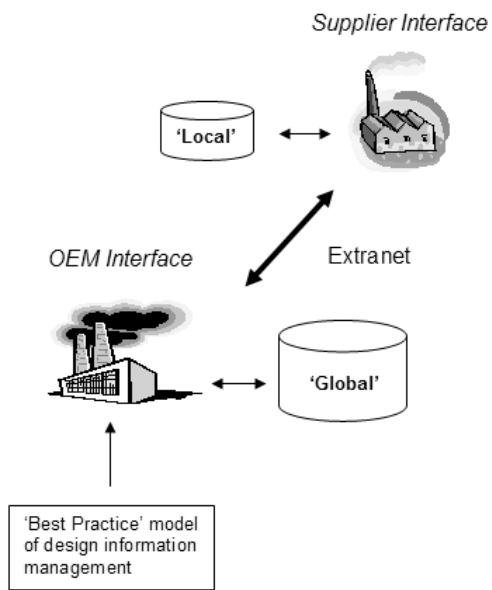 Supplier Interface
‘Local’
OEM Interface
Extranet
‘Global’
‘Best Practice’ model
of design information
management